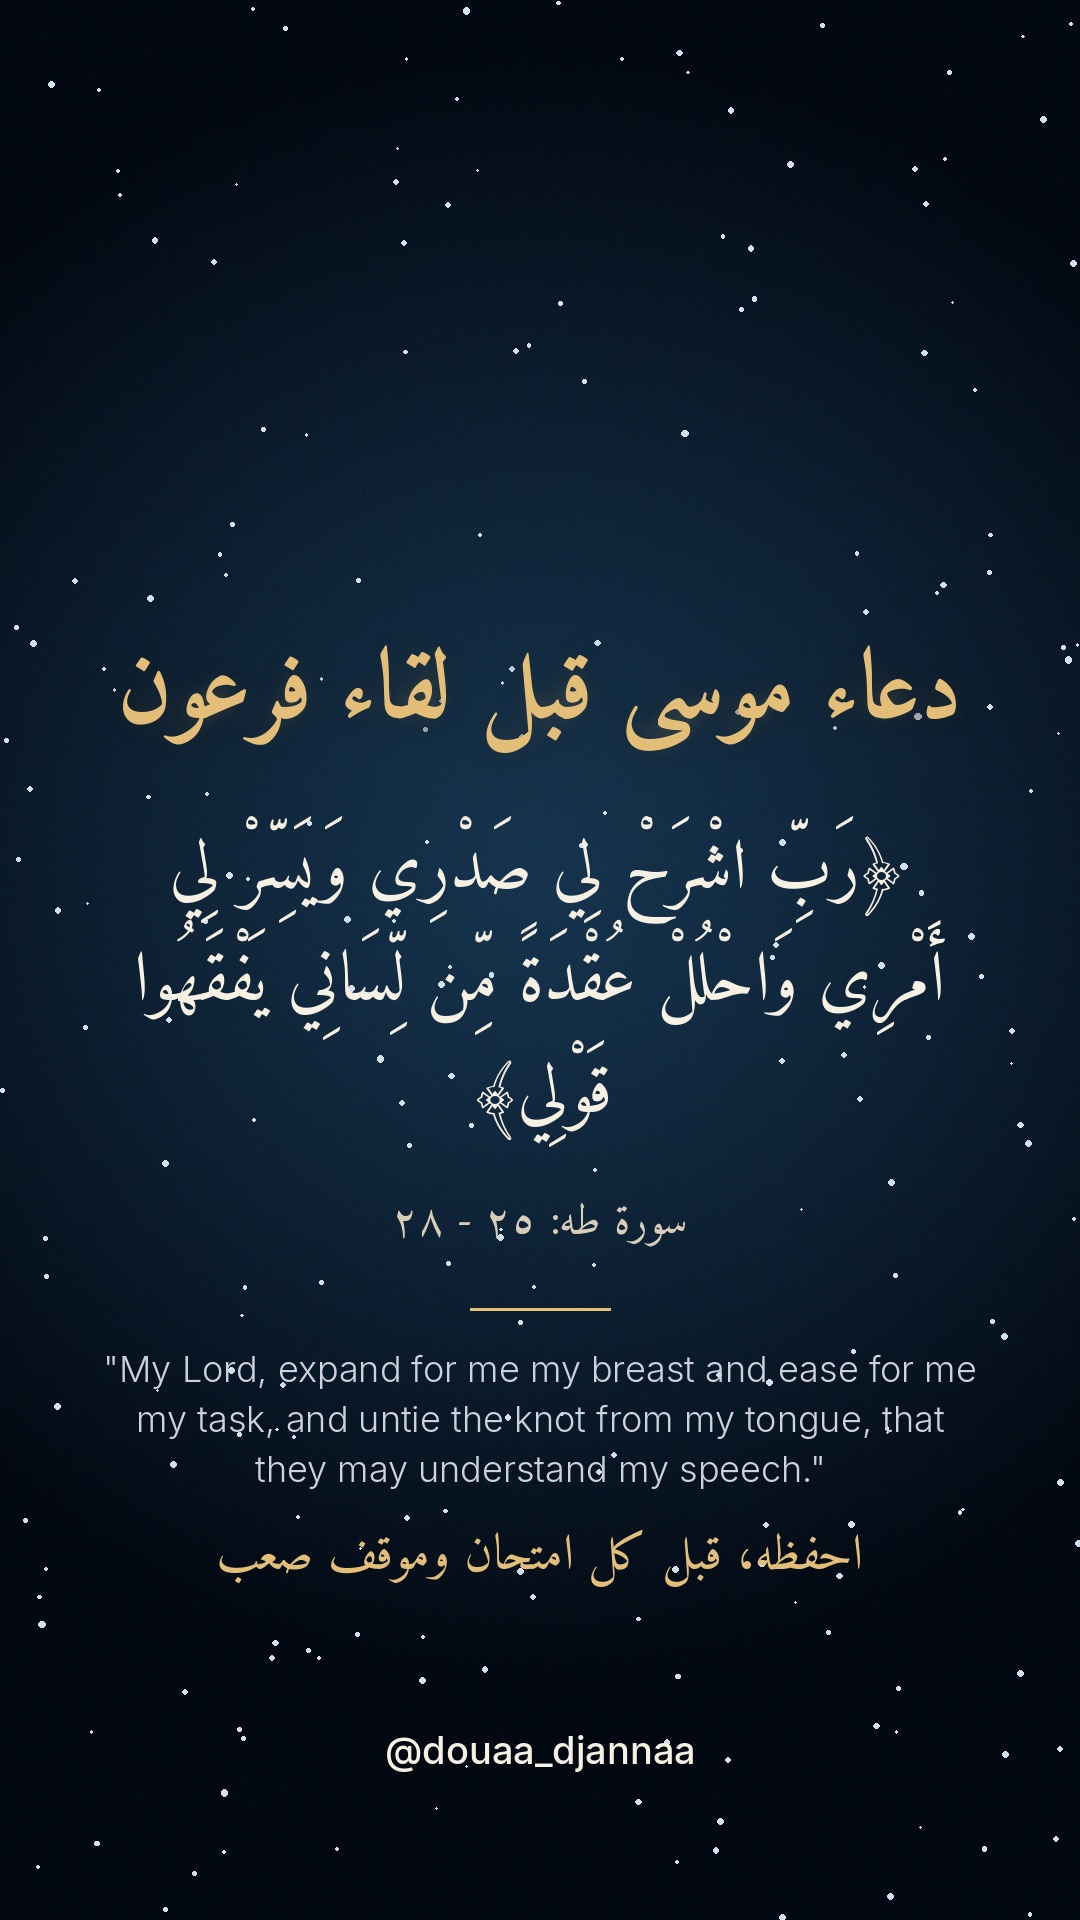 دعاء موسى قبل لقاء فرعون
﴿رَبِّ اشْرَحْ لِي صَدْرِي وَيَسِّرْ لِي
أَمْرِي وَاحْلُلْ عُقْدَةً مِّن لِّسَانِي يَفْقَهُوا
قَوْلِي﴾
سورة طه: ٢٥ - ٢٨
"My Lord, expand for me my breast and ease for me
my task, and untie the knot from my tongue, that
they may understand my speech."
احفظه، قبل كل امتحان وموقف صعب
@douaa_djannaa